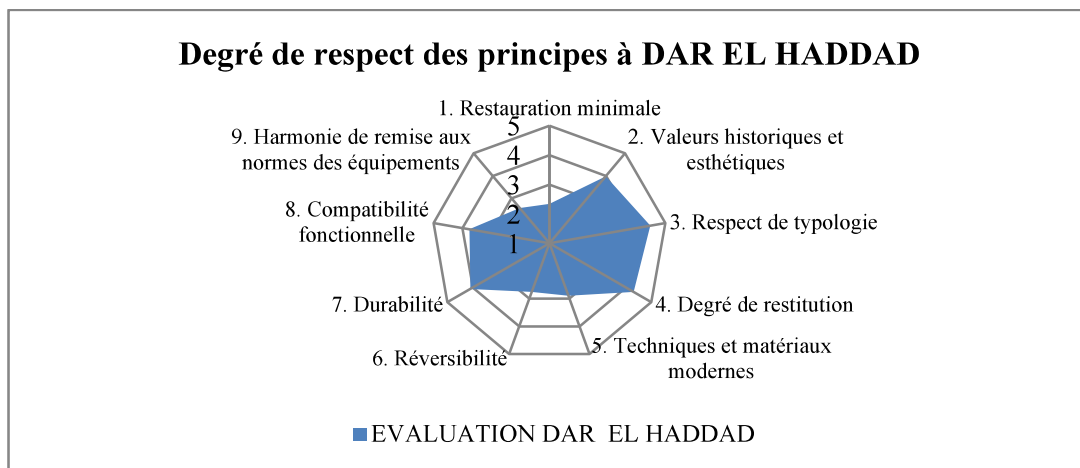 Degré de respect des principes à DAR EL HADDAD
1. Restauration minimale
2. Valeurs historiques et
esthétiques
3. Respect de typologie
4. Degré de restitution
5. Techniques et matériaux
modernes
6. Réversibilité
7. Durabilité
8. Compatibilité
fonctionnelle
9. Harmonie de remise aux
normes des équipements
5
4
3
2
1
EVALUATION DAR EL HADDAD